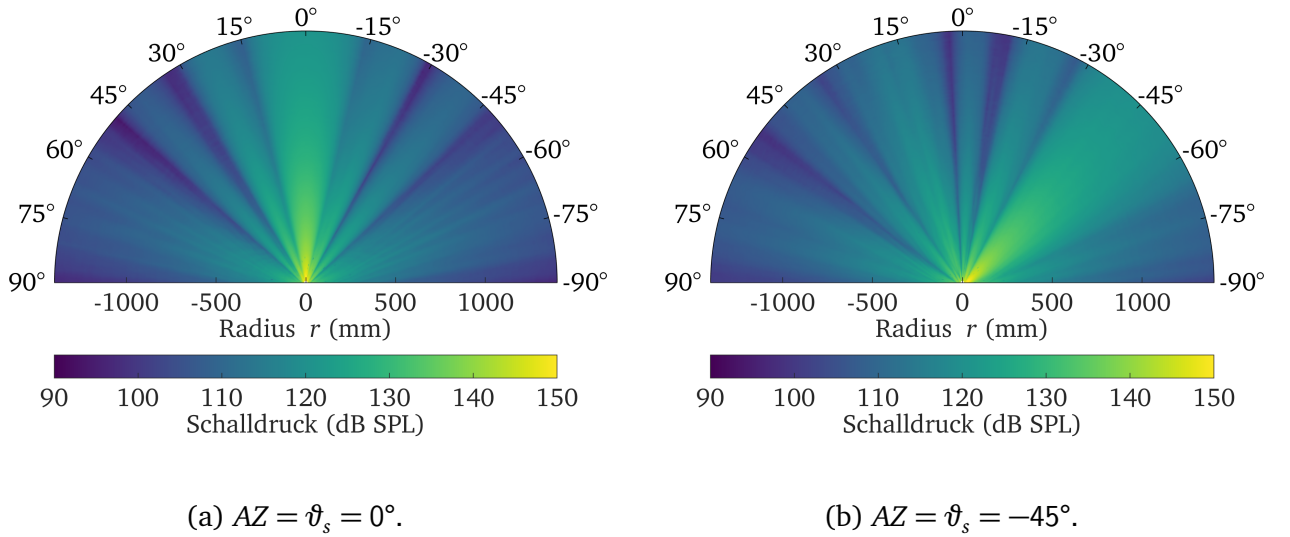 0°
15°
-15°
30°
-30°
45°
-45°
60°
-60°
75°
-75°
90°
-90°
-1000 -500 0 500 1000
Radius r (mm)
90 100 110 120 130 140 150
Schalldruck (dB SPL)
(a) AZ = ϑs = 0°.
0°
15°
-15°
30°
-30°
45°
-45°
60°
-60°
75°
-75°
90°
-90°
-1000 -500 0 500 1000
Radius r (mm)
90 100 110 120 130 140 150
Schalldruck (dB SPL)
(b) AZ = ϑs = −45°.